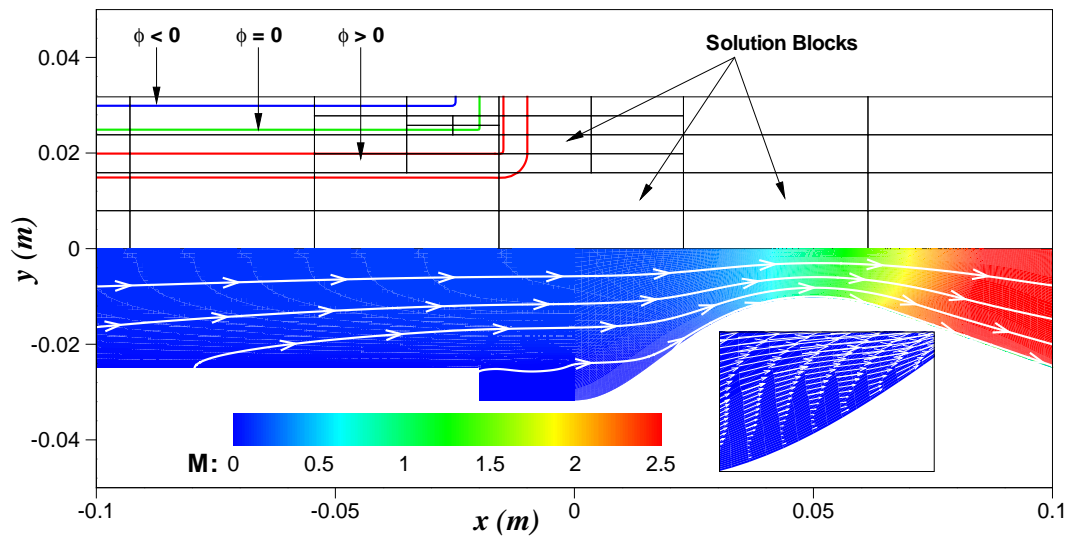 0.04
ϕ < 0
ϕ = 0
ϕ > 0
Solution Blocks
0.02
0
y (m)
-0.02
-0.04
M:
0
0.5
1
1.5
2
2.5
-0.1
-0.05
0
0.05
0.1
x (m)